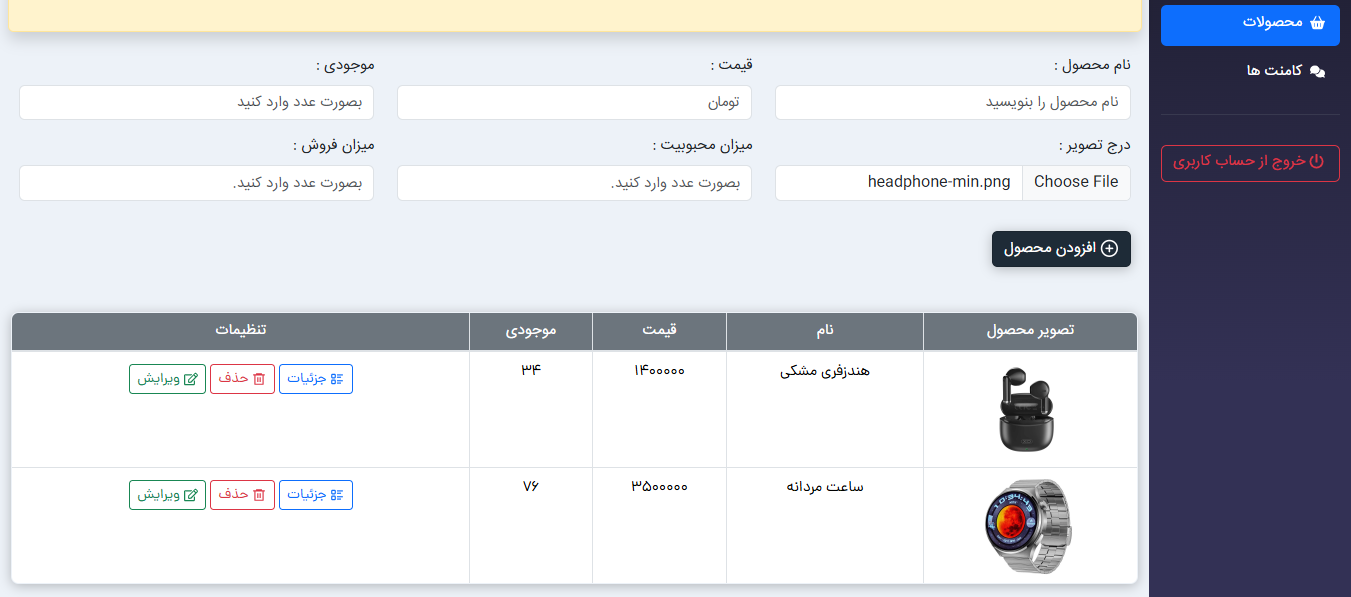 محصولات
کامنت ها
خروج از حساب کاربری
نام محصول :
قیمت :
موجودی :
نام محصول را بنویسید
تومان
بصورت عدد وارد کنید
درج تصویر :
میزان محبوبیت :
میزان فروش :
Choose File headphone-min.png
بصورت عدد وارد کنید.
بصورت عدد وارد کنید.
افزودن محصول
تصویر محصول نام قیمت موجودی تنظیمات
هندزفری مشکی ۱۴۰۰۰۰۰ ۳۴ جزئیات حذف ویرایش
ساعت مردانه ۳۵۰۰۰۰۰ ۷۶ جزئیات حذف ویرایش
10:34:43